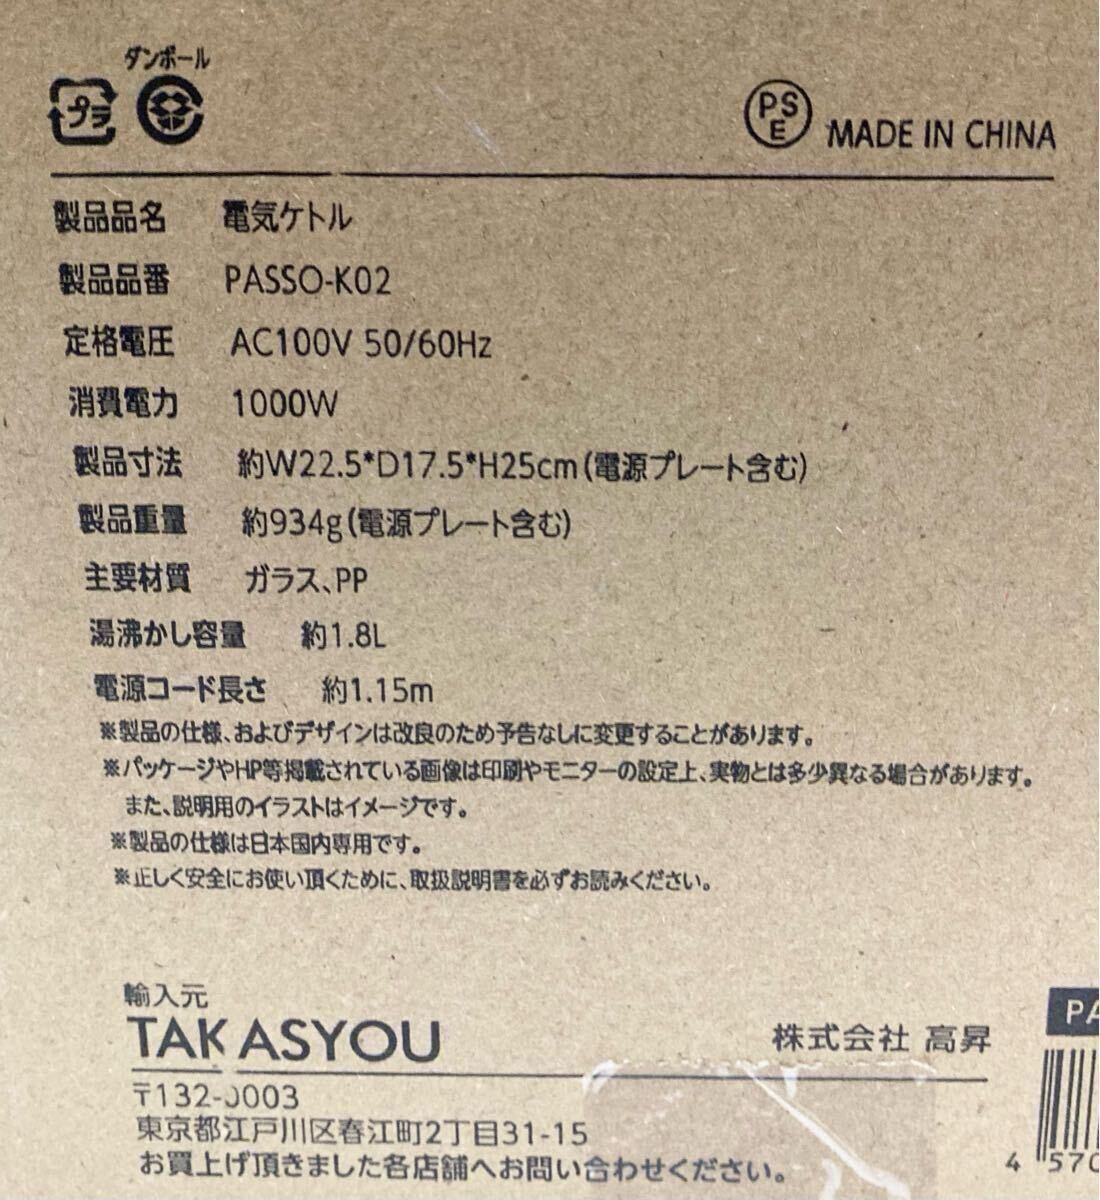 ダンボール
プラ
PSE MADE IN CHINA
製品品名 電気ケトル
製品品番 PASSO-K02
定格電圧 AC100V 50/60Hz
消費電力 1000W
製品寸法 約W22.5*D17.5*H25cm(電源プレート含む)
製品重量 約934g(電源プレート含む)
主要材質 ガラス、PP
湯沸かし容量 約1.8L
電源コード長さ 約1.15m
※製品の仕様、およびデザインは改良のため予告なしに変更することがあります。
※パッケージやHP等掲載されている画像は印刷やモニターの設定上、実物とは多少異なる場合があります。
また、説明用のイラストはイメージです。
※製品の仕様は日本国内専用です。
※正しく安全にお使い頂くために、取扱説明書を必ずお読みください。
輸入元
TAKASYOU 株式会社 高昇
〒132-0003
東京都江戸川区春江町2丁目31-15
お買上げ頂きました各店舗へお問い合わせください。
PA
4 570